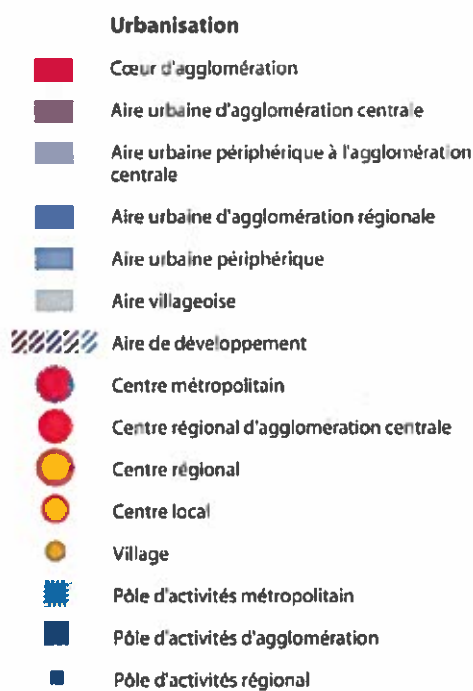 Urbanisation
Cœur d'agglomération
Aire urbaine d'agglomération centrale
Aire urbaine périphérique à l'agglomération
centrale
Aire urbaine d'agglomération régionale
Aire urbaine périphérique
Aire villageoise
Aire de développement
Centre métropolitain
Centre régional d'agglomération centrale
Centre régional
Centre local
Village
Pôle d'activités métropolitain
Pôle d'activités d'agglomération
Pôle d'activités régional